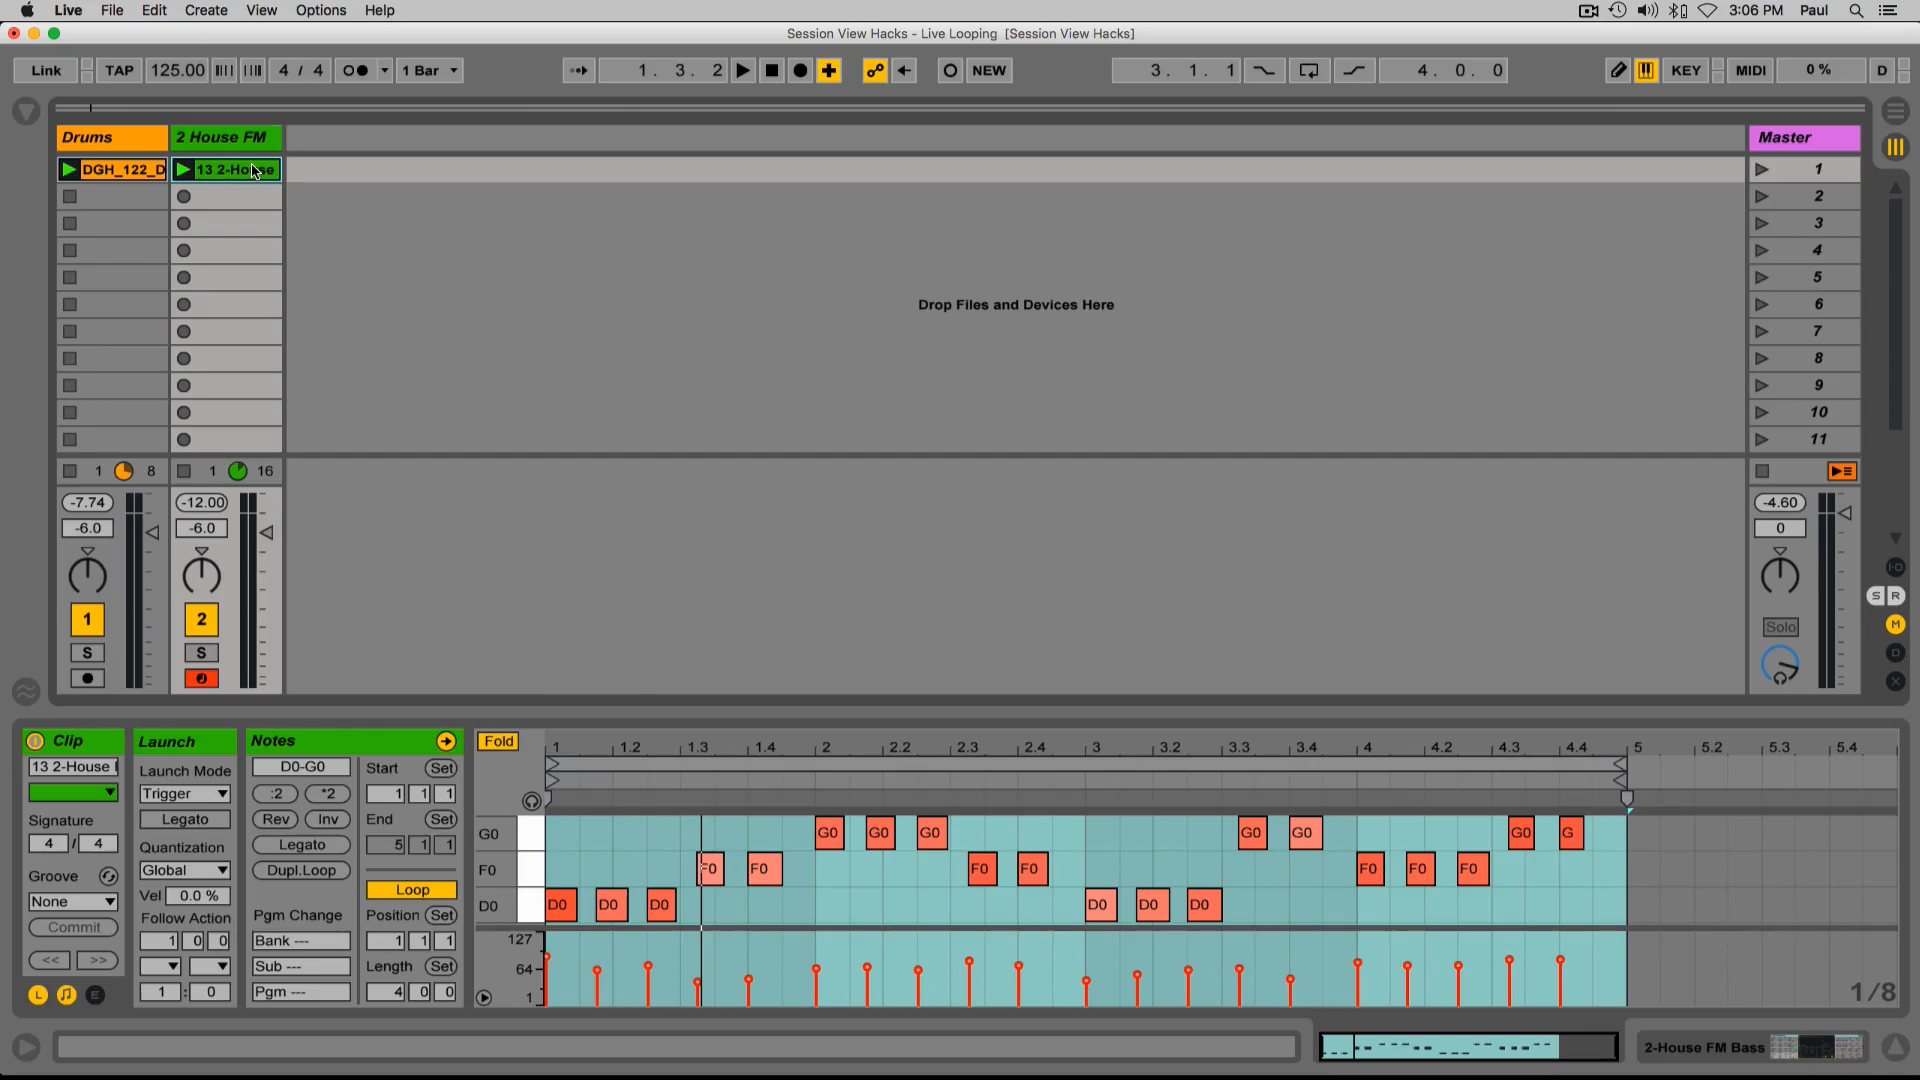 Live File Edit Create View Options Help 3:06 PM Paul
Session View Hacks - Live Looping [Session View Hacks]
Link TAP 125.00 4 / 4 1 Bar 1. 3. 2 NEW 3. 1. 1 4. 0. 0 KEY MIDI 0 % D
Drums 2 House FM Master
DGH_122_D 13 2-House 1
2
3
4
Drop Files and Devices Here
5
6
7
8
9
10
11
1 8 1 16
-7.74 -12.00 -4.60
-6.0 -6.0 0
I·O
S R
1 2 Solo M
S S D
X
Clip Launch Notes Fold 1 1.2 1.3 1.4 2 2.2 2.3 2.4 3 3.2 3.3 3.4 4 4.2 4.3 4.4 5 5.2 5.3 5.4
13 2-House Launch Mode D0-G0 Start Set
Trigger :2 *2 1 1 1
Signature Legato Rev Inv End Set
4 / 4 Quantization Legato 5 1 1
Groove Global Dupl.Loop
None Vel 0.0 % Loop
Commit Follow Action Pgm Change Position Set
<< >> 1 0 0 Bank --- 1 1 1
Sub --- Length Set
L E 1 : 0 Pgm --- 4 0 0
G0 G0 G0 G0 G0 G0 G0 G
F0 F0 F0 F0 F0 F0 F0 F0
D0 D0 D0 D0 D0 D0 D0
127
64
1
1/8
2-House FM Bass